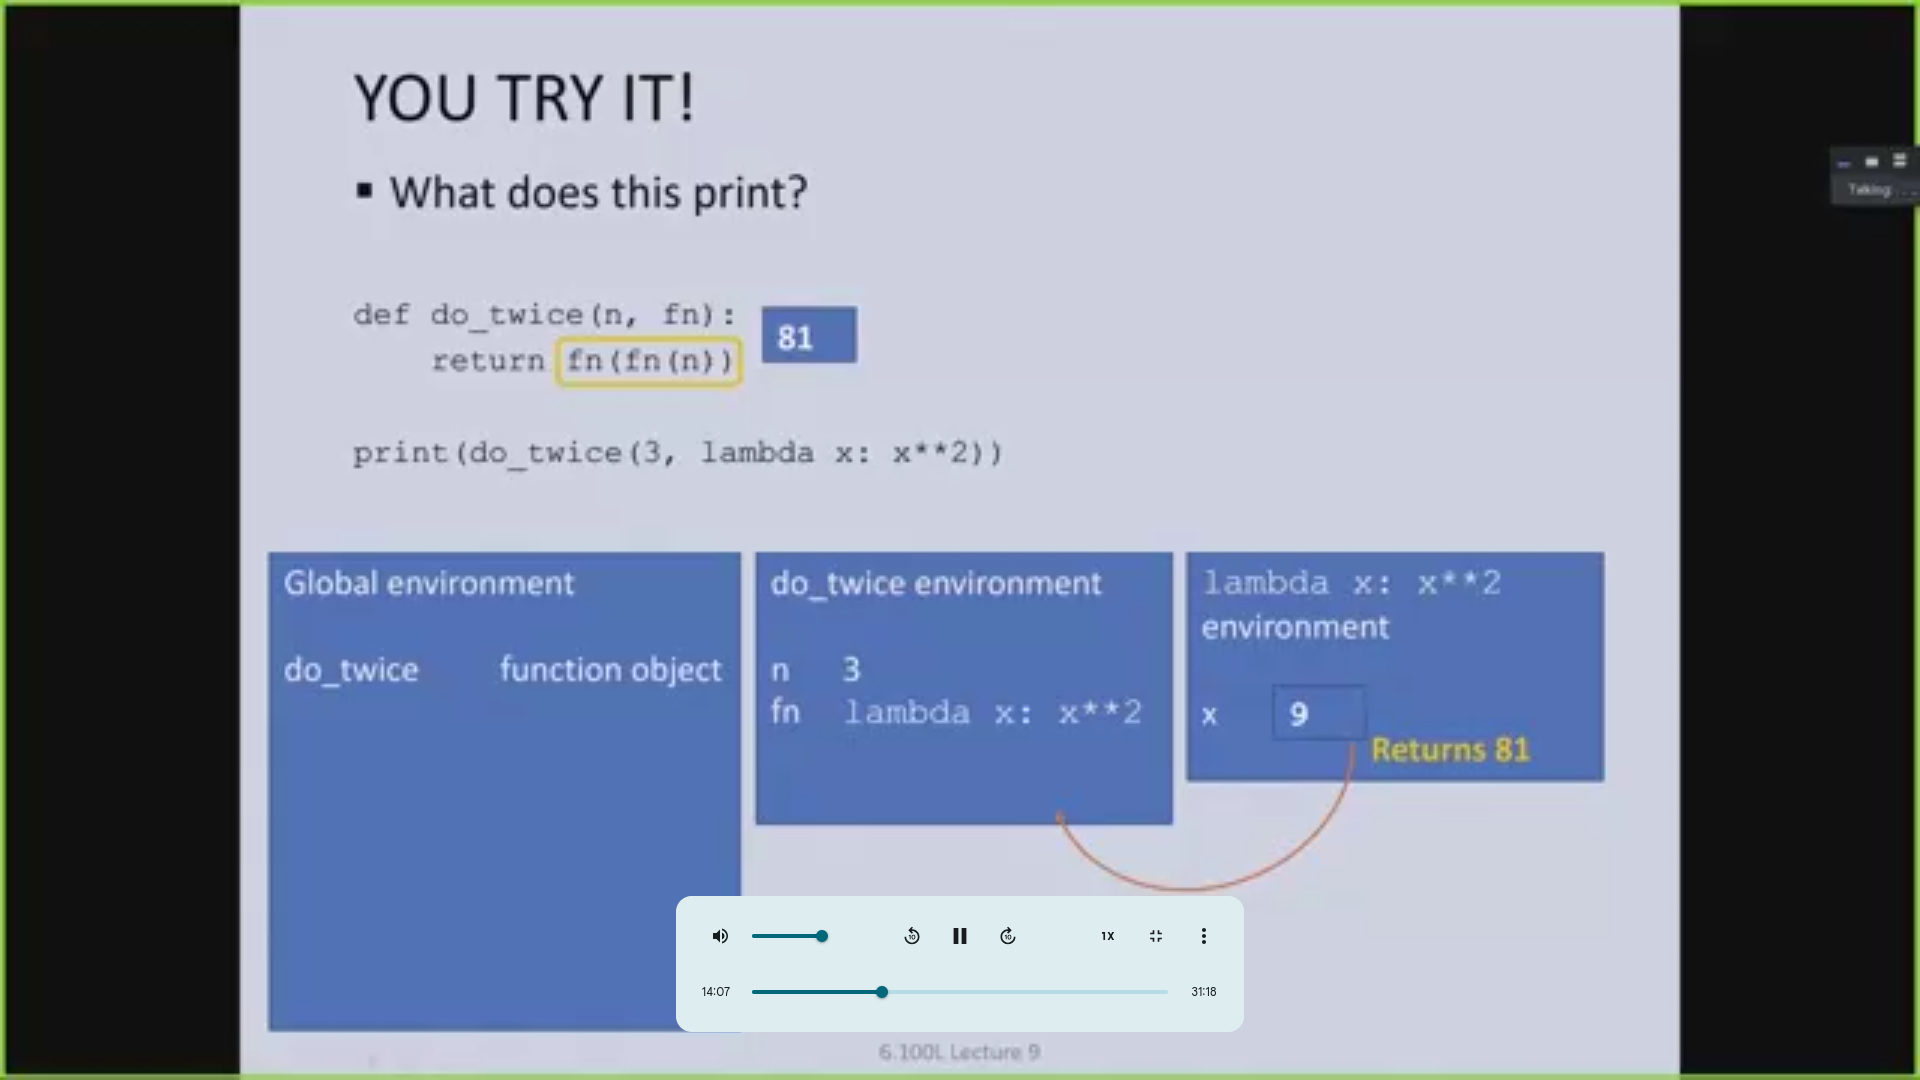 YOU TRY IT!
▪ What does this print?
def do_twice(n, fn):
return fn(fn(n))
81
print(do_twice(3, lambda x: x**2))
Global environment
do_twice function object
do_twice environment
n 3
fn lambda x: x**2
lambda x: x**2
environment
x 9
Returns 81
Talking:
10
10
1X
14:07
31:18
6.100L Lecture 9